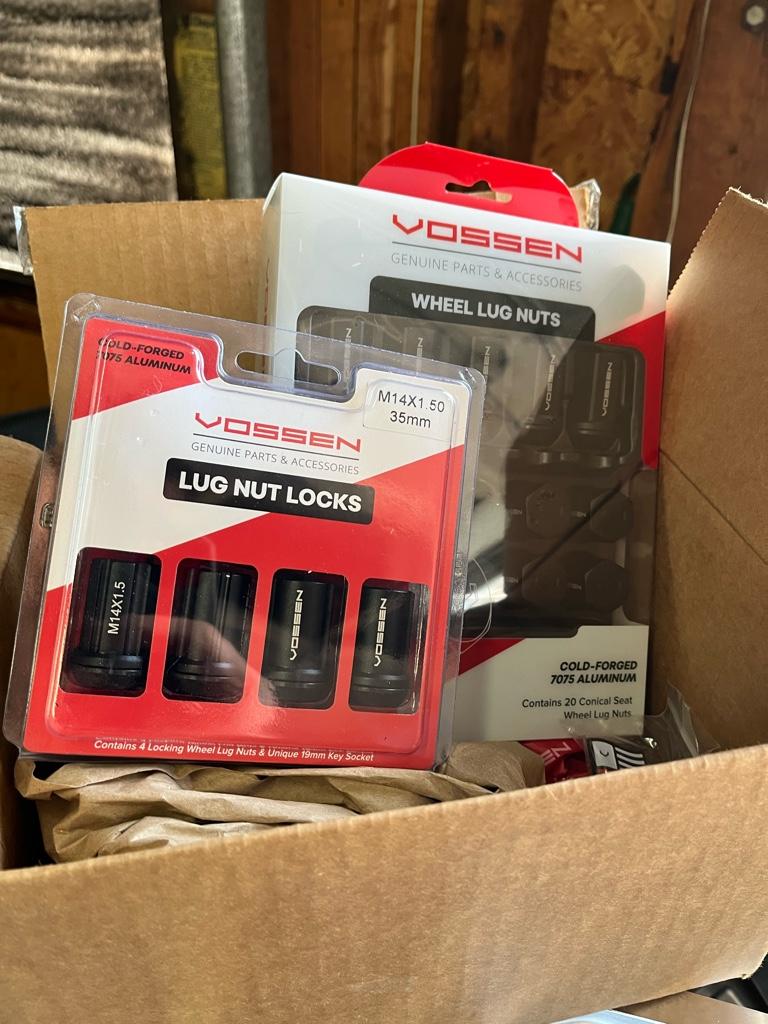 VOSSEN
GENUINE PARTS & ACCESSORIES
WHEEL LUG NUTS
VOSSEN
VOSSEN
COLD-FORGED
7075 ALUMINUM
Contains 20 Conical Seat
Wheel Lug Nuts
COLD-FORGED
7075 ALUMINUM
M14X1.50
35mm
VOSSEN
GENUINE PARTS & ACCESSORIES
LUG NUT LOCKS
M14X1.5
VOSSEN
VOSSEN
Contains 4 Locking Wheel Lug Nuts & Unique 19mm Key Socket